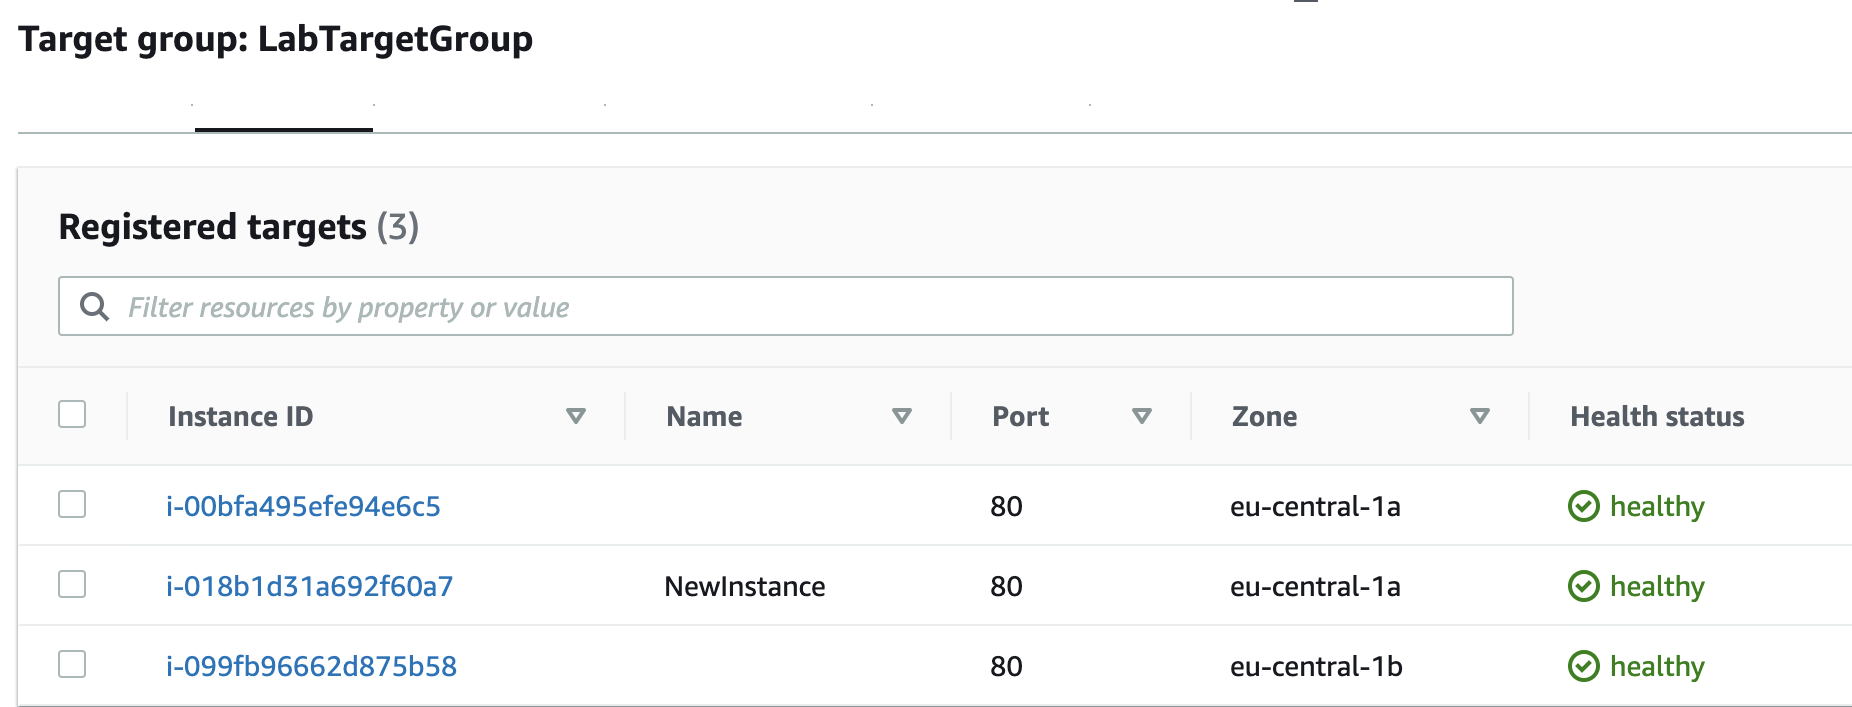 Target group: LabTargetGroup
Registered targets (3)
Filter resources by property or value
Instance ID Name Port Zone Health status
i-00bfa495efe94e6c5 80 eu-central-1a healthy
i-018b1d31a692f60a7 NewInstance 80 eu-central-1a healthy
i-099fb96662d875b58 80 eu-central-1b healthy